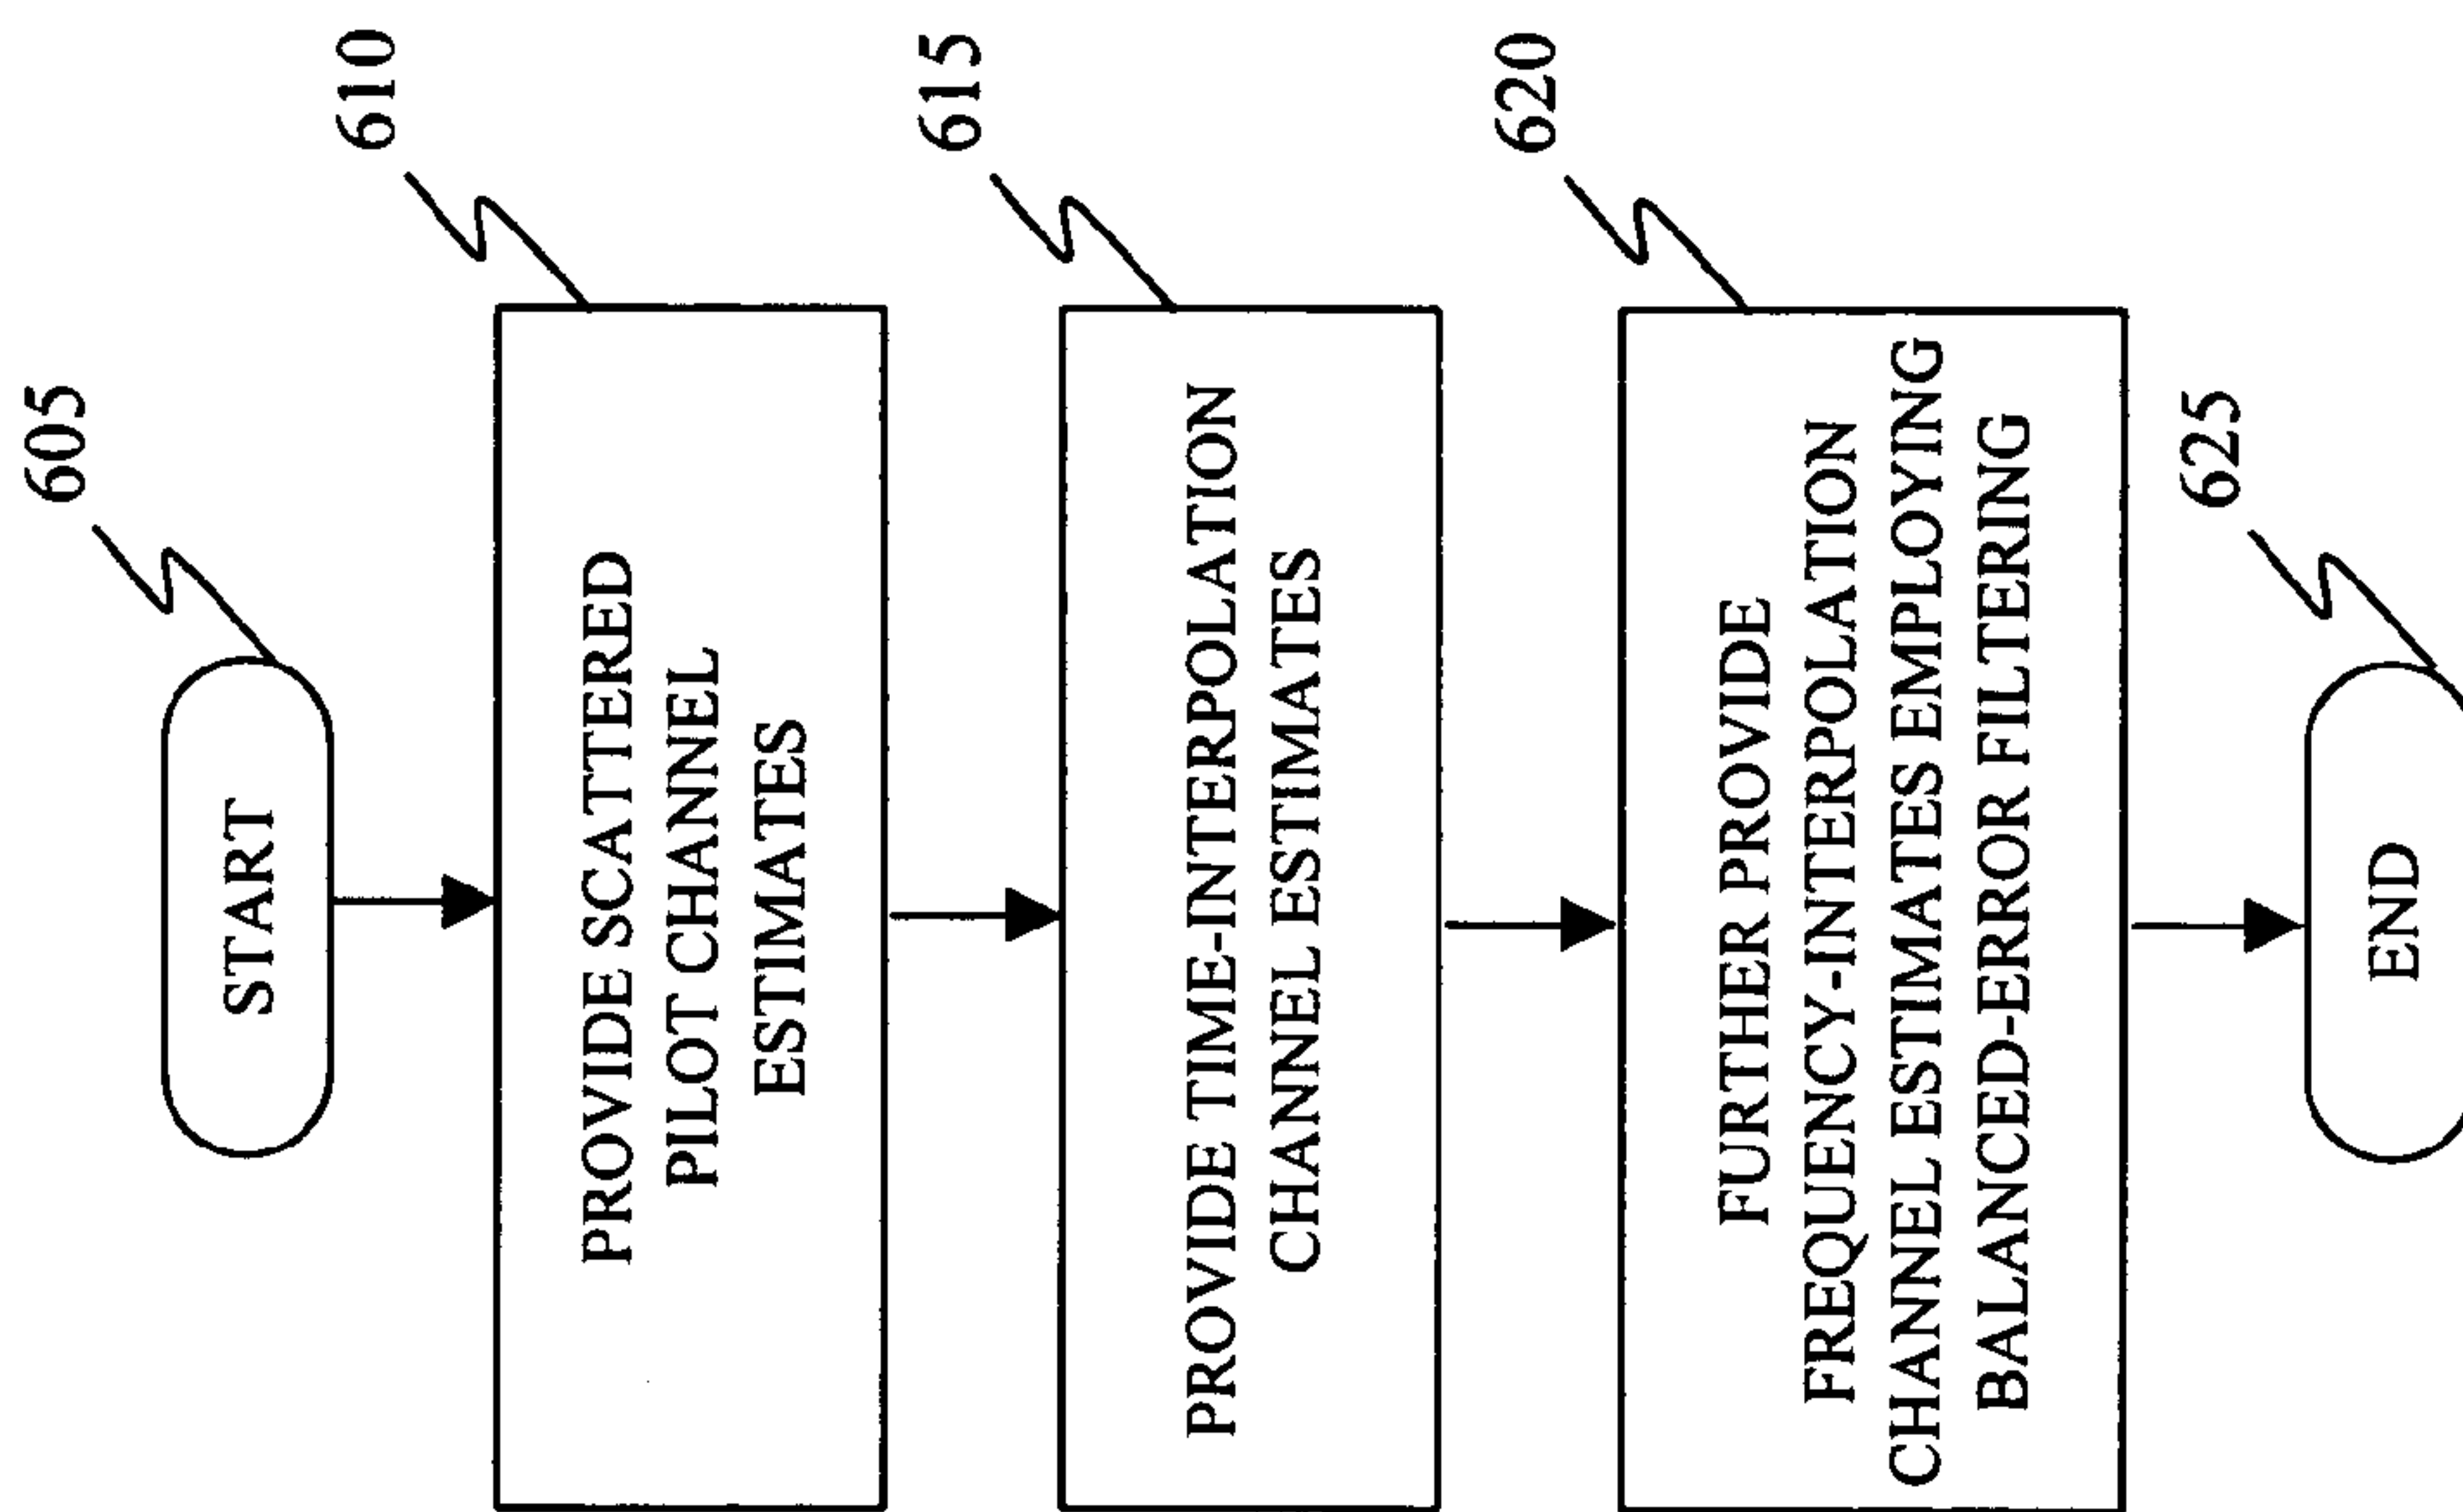 605
START
610
PROVIDE SCATTERED
PILOT CHANNEL
ESTIMATES
615
PROVIDE TIME-INTERPOLATION
CHANNEL ESTIMATES
620
FURTHER PROVIDE
FREQUENCY-INTERPOLATION
CHANNEL ESTIMATES EMPLOYING
BALANCED-ERROR FILTERING
625
END